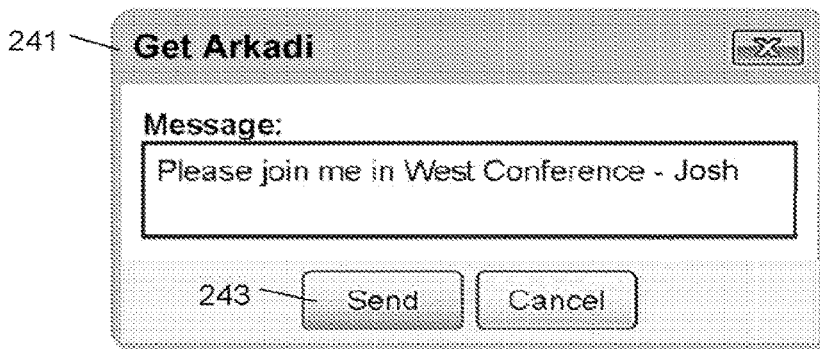 241 Get Arkadi X
Message:
Please join me in West Conference - Josh
243 Send Cancel